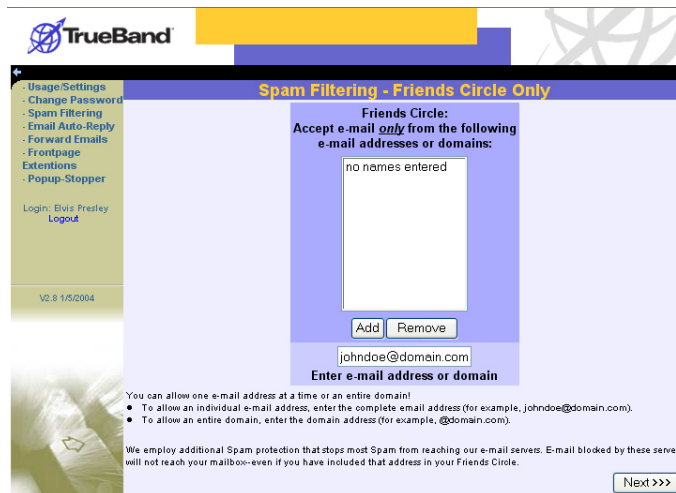 TrueBand
Spam Filtering - Friends Circle Only
· Usage/Settings
· Change Password
· Spam Filtering
· Email Auto-Reply
· Forward Emails
· Frontpage
Extentions
· Popup-Stopper
Login: Elvis Presley
Logout
V2.8 1/5/2004
Friends Circle:
Accept e-mail only from the following
e-mail addresses or domains:
no names entered
Add Remove
johndoe@domain.com
Enter e-mail address or domain
You can allow one e-mail address at a time or an entire domain!
● To allow an individual e-mail address, enter the complete email address (for example, johndoe@domain.com).
● To allow an entire domain, enter the domain address (for example, @domain.com).
We employ additional Spam protection that stops most Spam from reaching our e-mail servers. E-mail blocked by these serve
will not reach your mailbox--even if you have included that address in your Friends Circle.
Next >>>